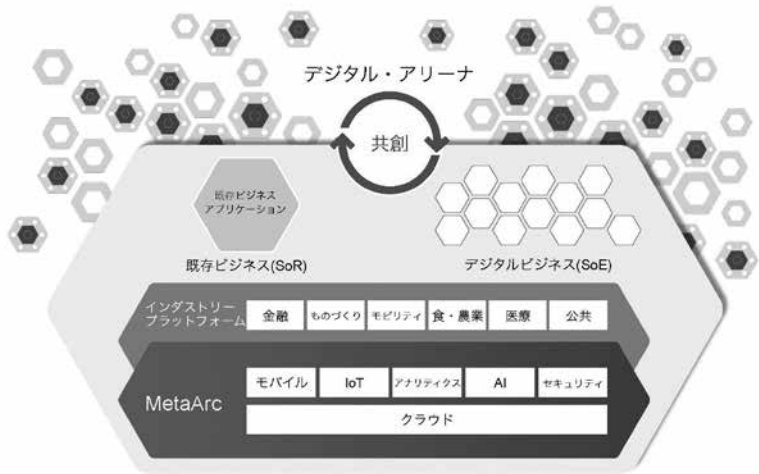 デジタル・アリーナ
共創
既存ビジネス
アプリケーション
既存ビジネス(SoR)
デジタルビジネス(SoE)
インダストリー
プラットフォーム
金融
ものづくり
モビリティ
食・農業
医療
公共
MetaArc
モバイル
IoT
アナリティクス
AI
セキュリティ
クラウド